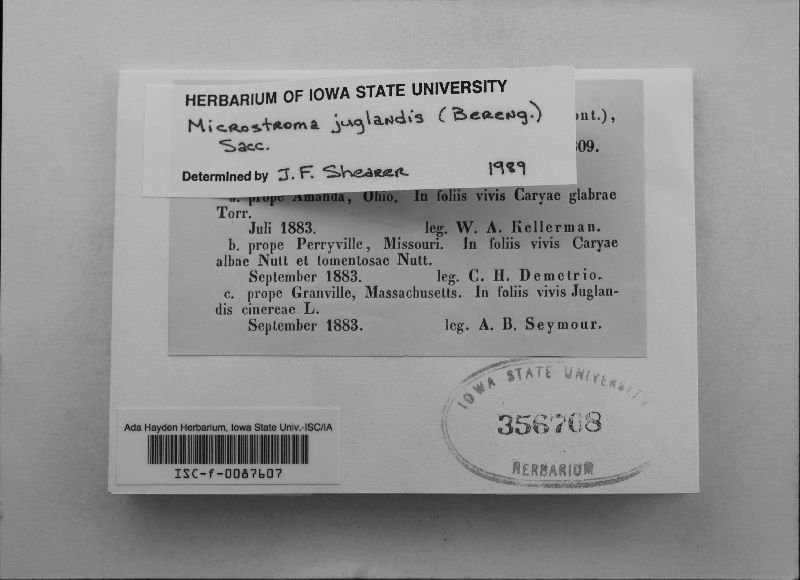 HERBARIUM OF IOWA STATE UNIVERSITY
Microstroma juglandis (Bereng.)
Sacc.
Determined by J. F. Shearer 1989
ont.),
809.
a. prope Amanda, Ohio. In foliis vivis Caryae glabrae
Torr.
Juli 1883. leg. W. A. Kellerman.
b. prope Perryville, Missouri. In foliis vivis Caryae
albae Nutt et tomentosae Nutt.
September 1883. leg. C. H. Demetrio.
c. prope Granville, Massachusetts. In foliis vivis Juglan-
dis cinereae L.
September 1883. leg. A. B. Seymour.
IOWA STATE UNIVERSITY
356708
HERBARIUM
Ada Hayden Herbarium, Iowa State Univ.-ISC/IA
ISC-f-0087607